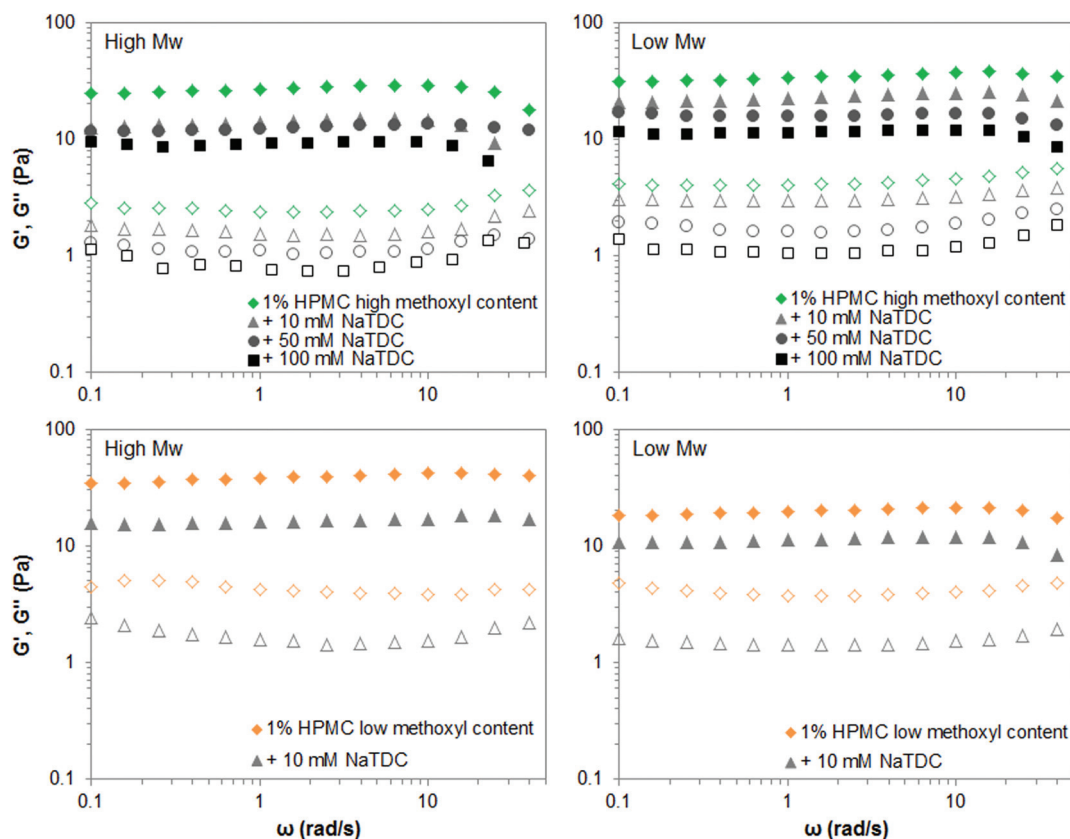 High Mw
100
10
1
0.1
G', G'' (Pa)
1% HPMC high methoxyl content
+ 10 mM NaTDC
+ 50 mM NaTDC
+ 100 mM NaTDC
0.1
1
10
Low Mw
100
10
1
0.1
1% HPMC high methoxyl content
+ 10 mM NaTDC
+ 50 mM NaTDC
+ 100 mM NaTDC
0.1
1
10
High Mw
100
10
1
0.1
G', G'' (Pa)
1% HPMC low methoxyl content
+ 10 mM NaTDC
0.1
1
10
ω (rad/s)
Low Mw
100
10
1
0.1
1% HPMC low methoxyl content
+ 10 mM NaTDC
0.1
1
10
ω (rad/s)